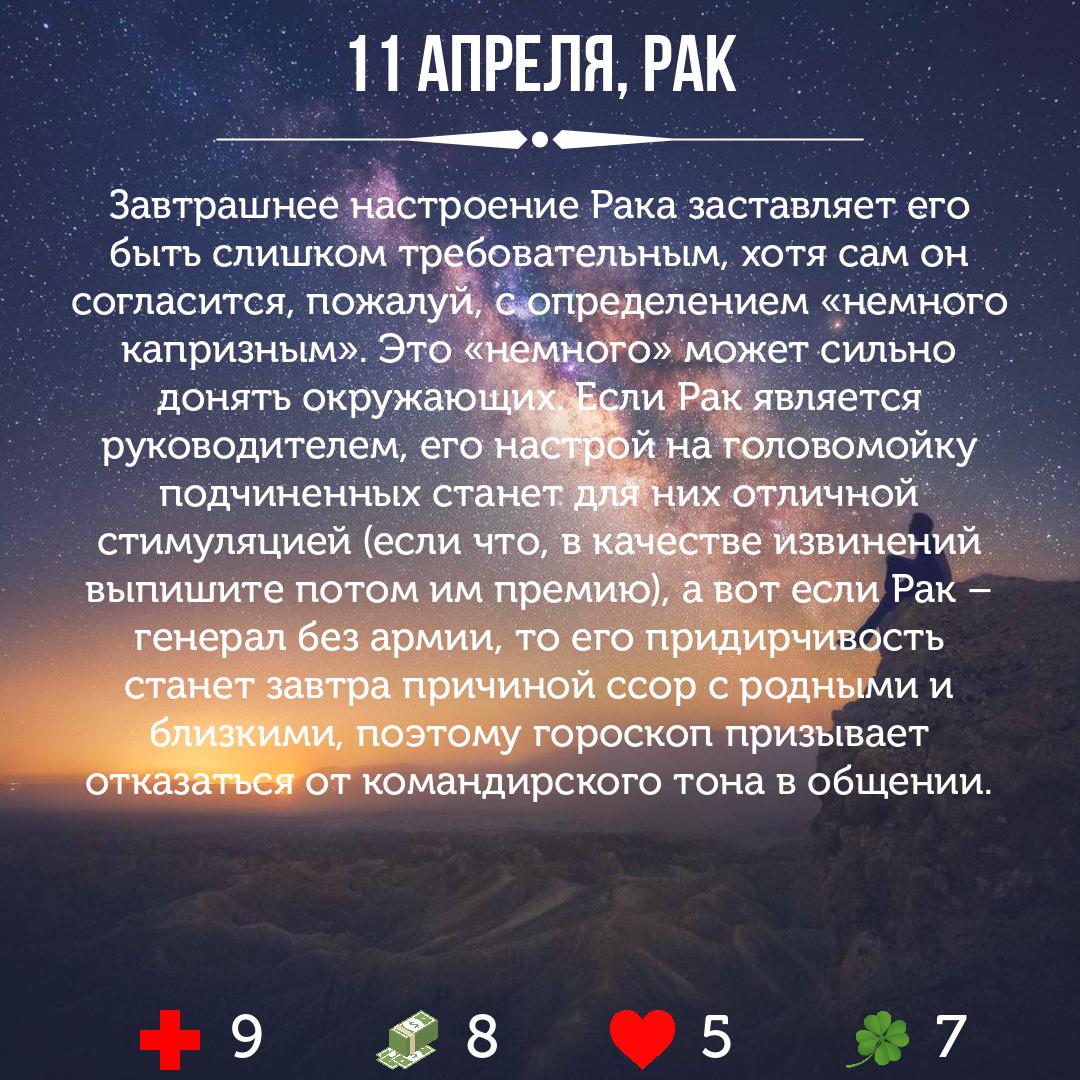 11 АПРЕЛЯ, РАК
Завтрашнее настроение Рака заставляет его
быть слишком требовательным, хотя сам он
согласится, пожалуй, с определением «немного
капризным». Это «немного» может сильно
донять окружающих. Если Рак является
руководителем, его настрой на головомойку
подчиненных станет для них отличной
стимуляцией (если что, в качестве извинений
выпишите потом им премию), а вот если Рак –
генерал без армии, то его придирчивость
станет завтра причиной ссор с родными и
близкими, поэтому гороскоп призывает
отказаться от командирского тона в общении.
9 8 5 7